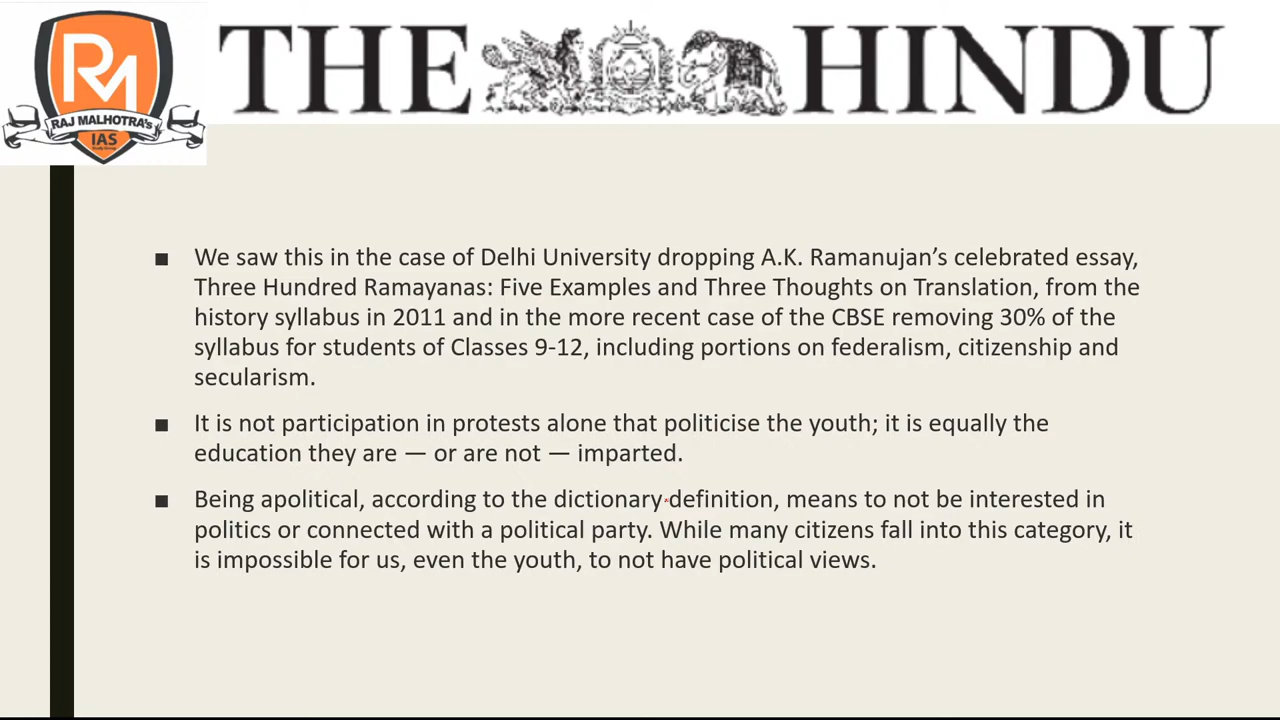 RM
RAJ MALHOTRA's
IAS
Study Group
THE HINDU
■ We saw this in the case of Delhi University dropping A.K. Ramanujan’s celebrated essay,
Three Hundred Ramayanas: Five Examples and Three Thoughts on Translation, from the
history syllabus in 2011 and in the more recent case of the CBSE removing 30% of the
syllabus for students of Classes 9-12, including portions on federalism, citizenship and
secularism.
■ It is not participation in protests alone that politicise the youth; it is equally the
education they are — or are not — imparted.
■ Being apolitical, according to the dictionary definition, means to not be interested in
politics or connected with a political party. While many citizens fall into this category, it
is impossible for us, even the youth, to not have political views.